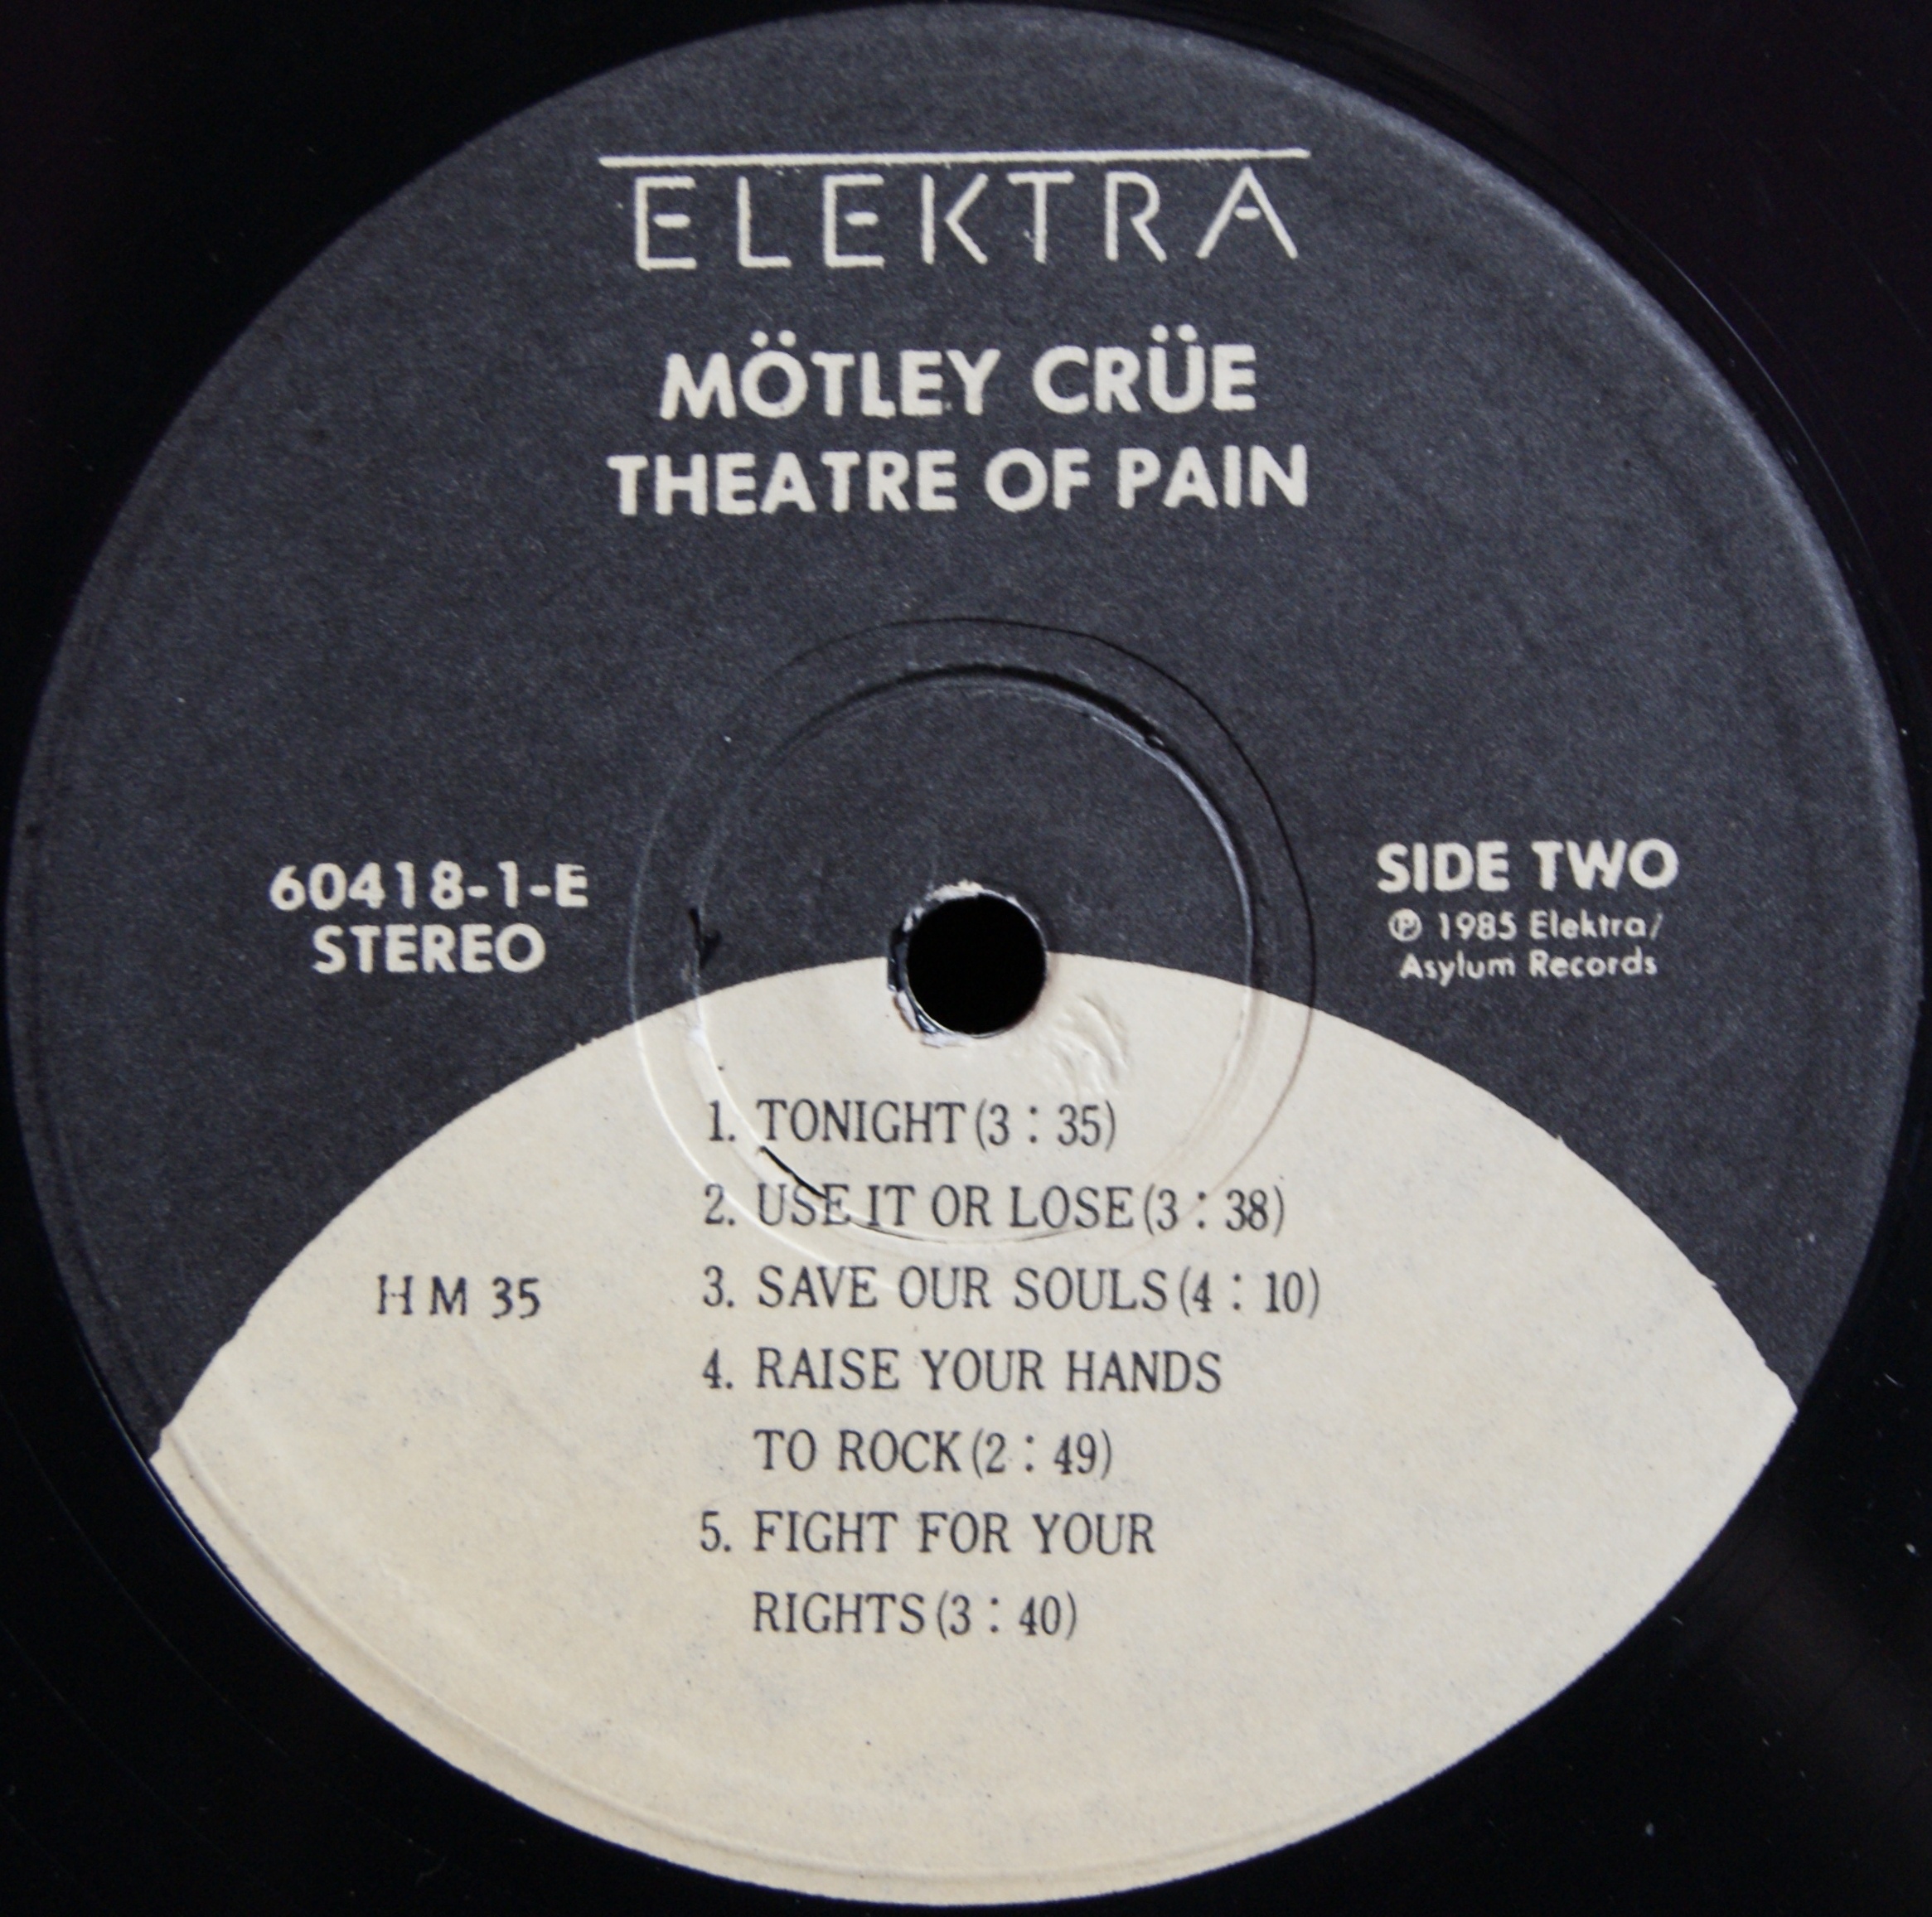 ELEKTRA
MÖTLEY CRÜE
THEATRE OF PAIN
60418-1-E
STEREO
SIDE TWO
℗ 1985 Elektra/
Asylum Records
1. TONIGHT (3 : 35)
2. USE IT OR LOSE (3 : 38)
HM 35
3. SAVE OUR SOULS (4 : 10)
4. RAISE YOUR HANDS
TO ROCK (2 : 49)
5. FIGHT FOR YOUR
RIGHTS (3 : 40)